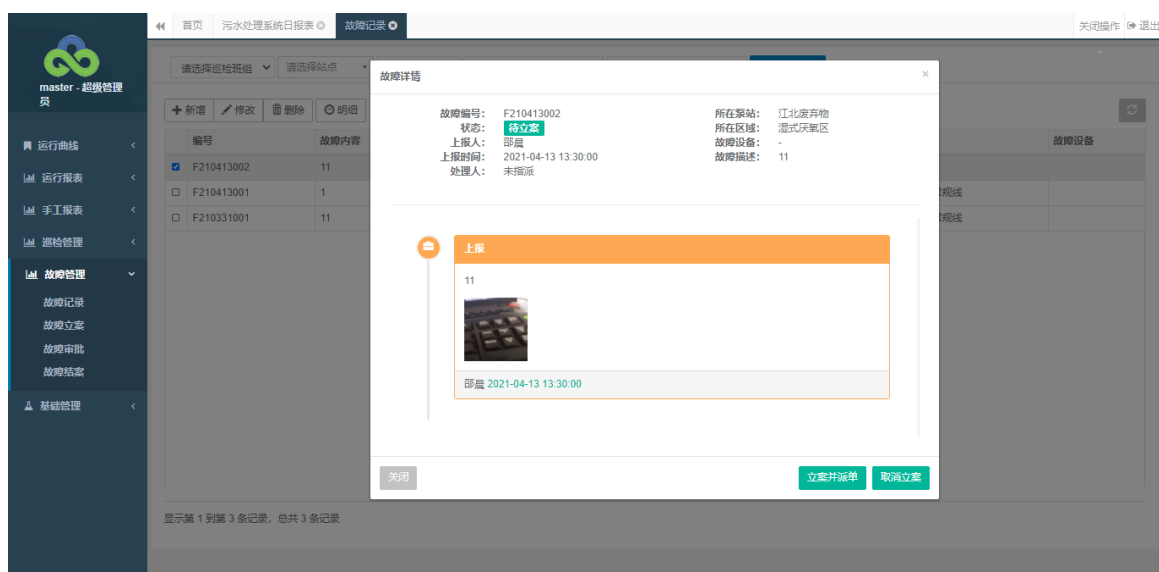 首页 污水处理系统日报表 故障记录 关闭操作 退出
master - 超级管理
员
运行曲线
运行报表
手工报表
巡检管理
故障管理
故障记录
故障立案
故障审批
故障结案
基础管理
请选择巡检班组 请选择站点
新增 修改 删除 明细
编号 故障内容 故障设备
F210413002 11
F210413001 1 常规线
F210331001 11 常规线
显示第 1 到第 3 条记录，总共 3 条记录
故障详情
故障编号： F210413002 所在泵站： 江北废弃物
状态： 待立案 所在区域： 湿式厌氧区
上报人： 邵晨 故障设备： -
上报时间： 2021-04-13 13:30:00 故障描述： 11
处理人： 未指派
上报
11
邵晨 2021-04-13 13:30:00
关闭 立案并派单 取消立案